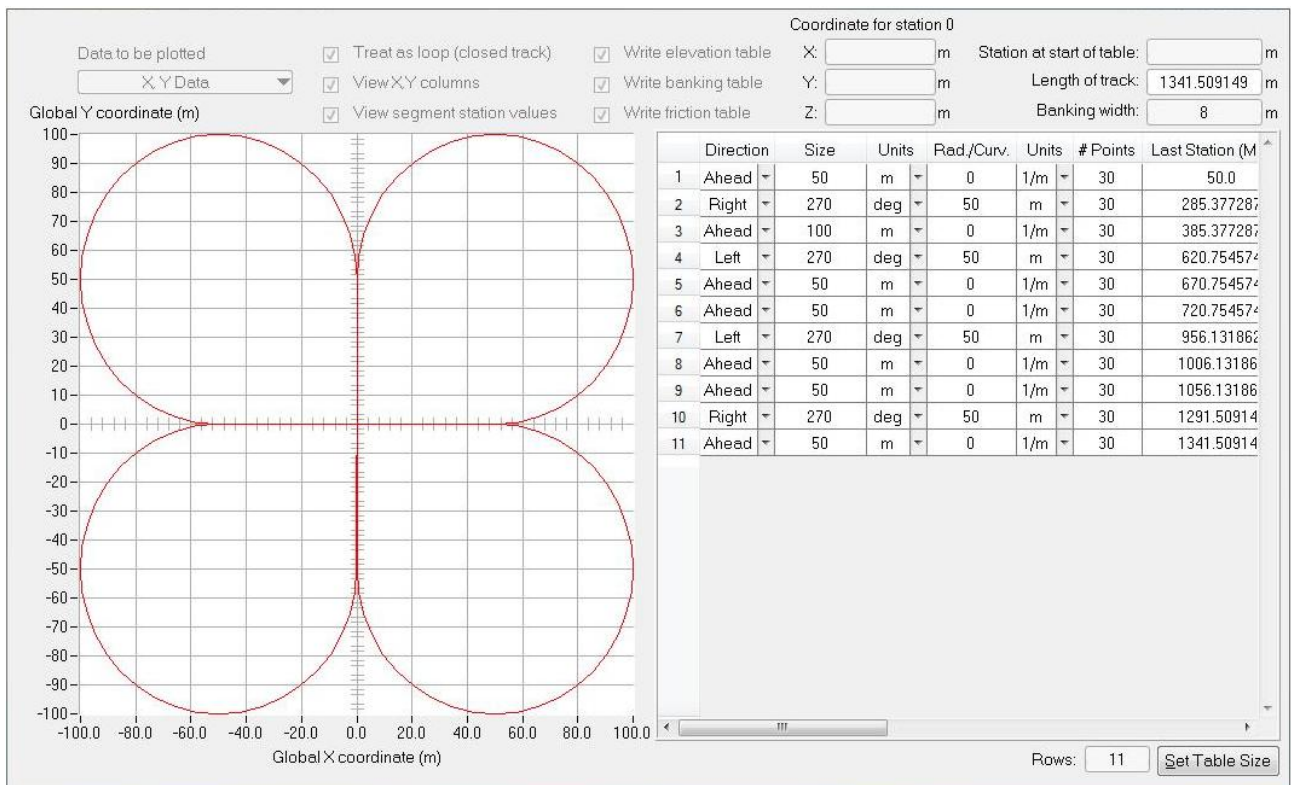 Coordinate for station 0
Data to be plotted
X, Y Data
Treat as loop (closed track)
View X,Y columns
View segment station values
Write elevation table
Write banking table
Write friction table
X: m
Y: m
Z: m
Station at start of table: m
Length of track: 1341.509149 m
Banking width: 8 m
Global Y coordinate (m)
100
90
80
70
60
50
40
30
20
10
0
-10
-20
-30
-40
-50
-60
-70
-80
-90
-100
-100.0 -80.0 -60.0 -40.0 -20.0 0.0 20.0 40.0 60.0 80.0 100.0
Global X coordinate (m)
Direction Size Units Rad./Curv. Units # Points Last Station (M
1 Ahead 50 m 0 1/m 30 50.0
2 Right 270 deg 50 m 30 285.377287
3 Ahead 100 m 0 1/m 30 385.377287
4 Left 270 deg 50 m 30 620.754574
5 Ahead 50 m 0 1/m 30 670.754574
6 Ahead 50 m 0 1/m 30 720.754574
7 Left 270 deg 50 m 30 956.131862
8 Ahead 50 m 0 1/m 30 1006.13186
9 Ahead 50 m 0 1/m 30 1056.13186
10 Right 270 deg 50 m 30 1291.50914
11 Ahead 50 m 0 1/m 30 1341.50914
Rows: 11 Set Table Size